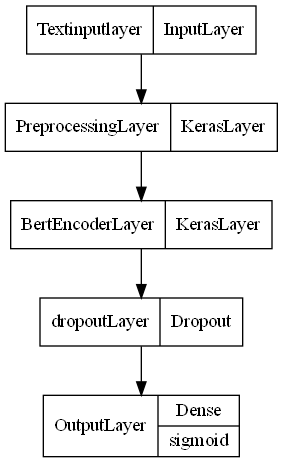 Textinputlayer InputLayer
PreprocessingLayer KerasLayer
BertEncoderLayer KerasLayer
dropoutLayer Dropout
OutputLayer Dense
sigmoid